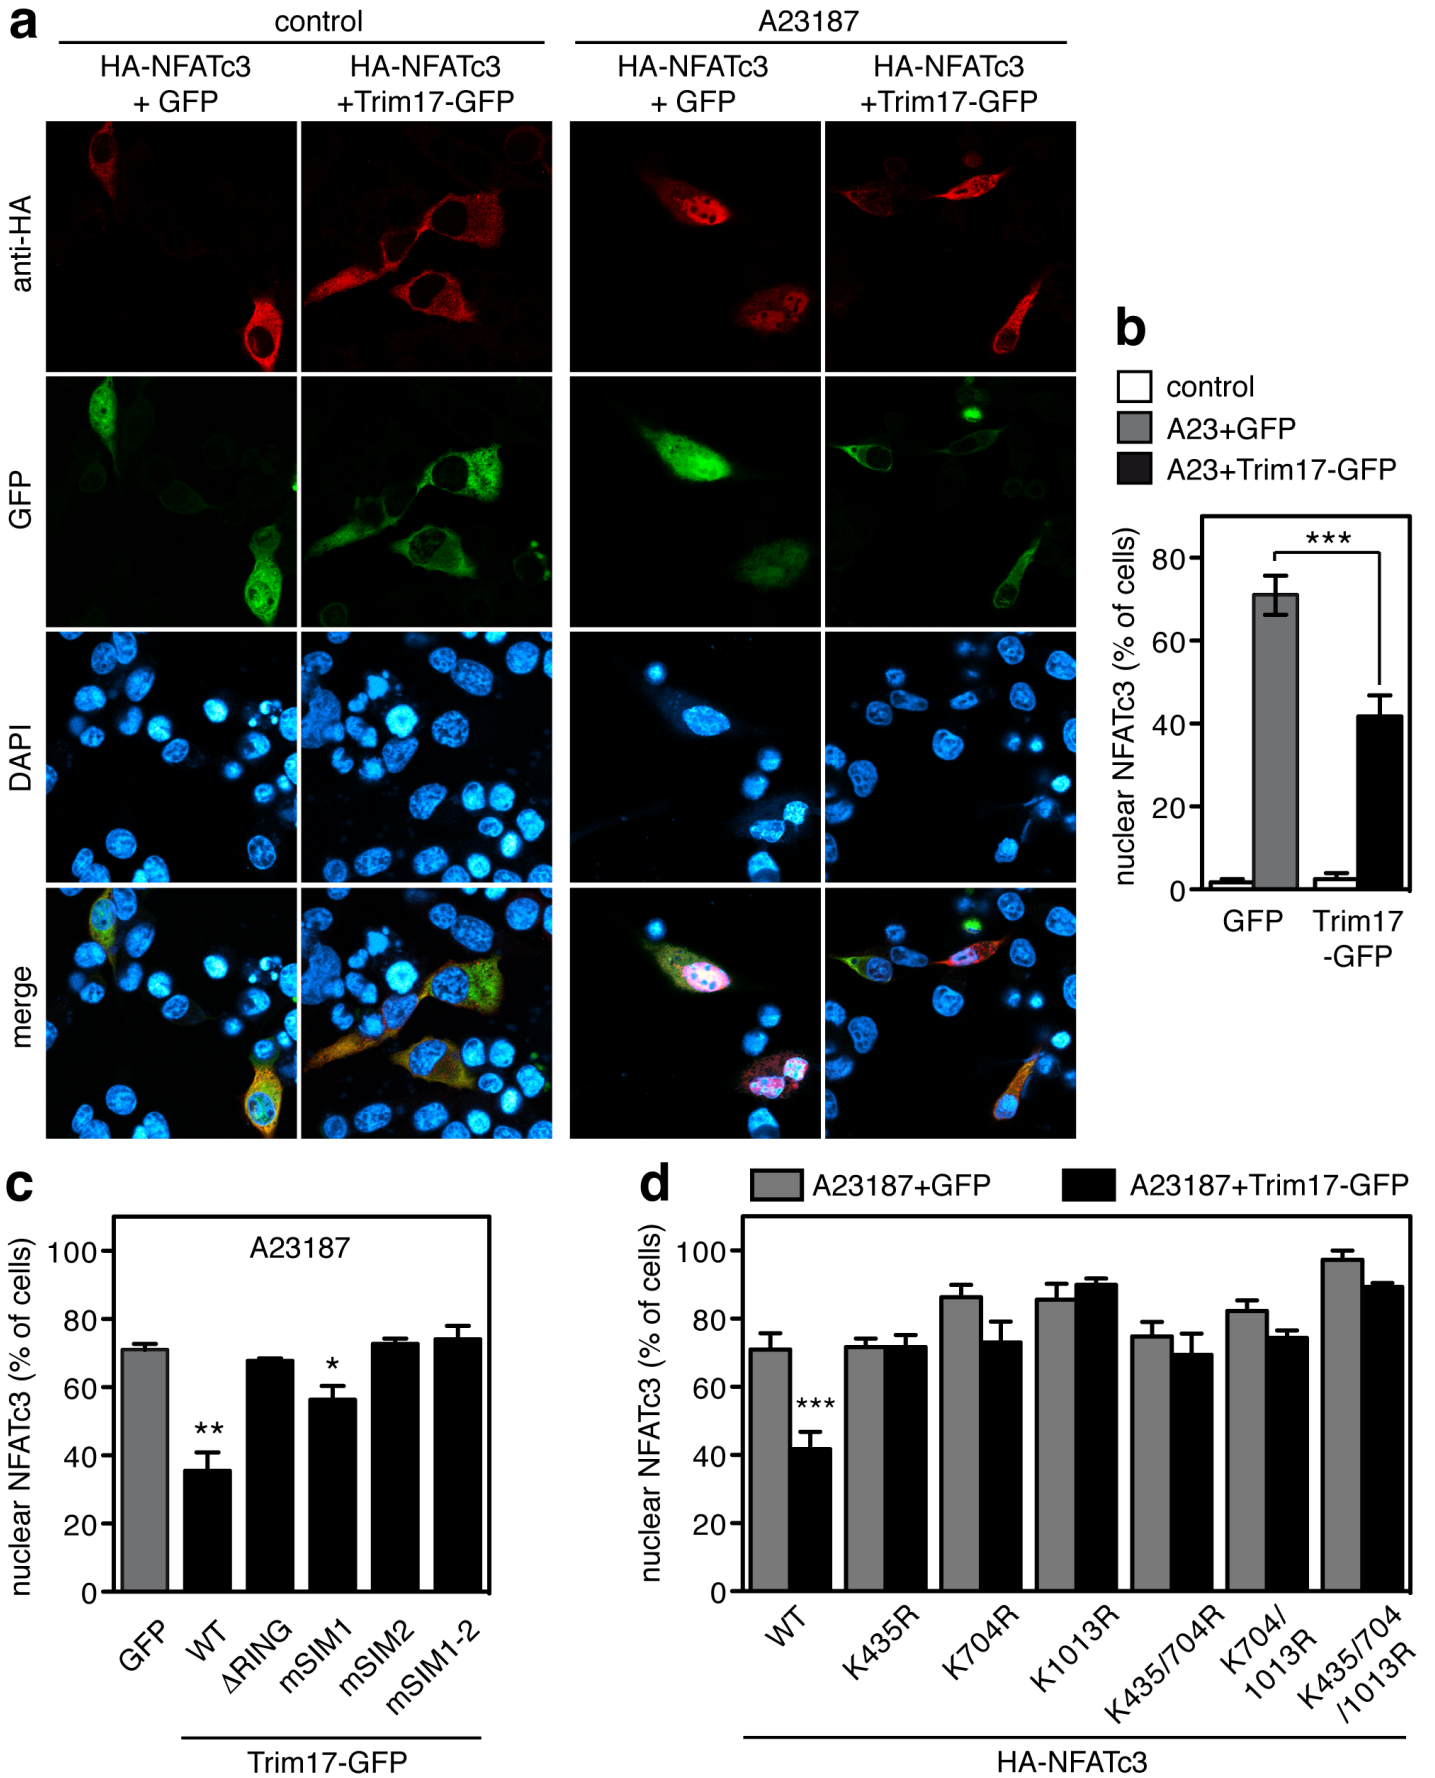 a
control
A23187
HA-NFATc3
+ GFP
HA-NFATc3
+Trim17-GFP
HA-NFATc3
+ GFP
HA-NFATc3
+Trim17-GFP
anti-HA
GFP
DAPI
merge
b
control
A23+GFP
A23+Trim17-GFP
nuclear NFATc3 (% of cells)
80
60
40
20
0
***
GFP
Trim17
-GFP
c
nuclear NFATc3 (% of cells)
100
80
60
40
20
0
A23187
**
*
GFP
WT
ΔRING
mSIM1
mSIM2
mSIM1-2
Trim17-GFP
d
A23187+GFP
A23187+Trim17-GFP
nuclear NFATc3 (% of cells)
100
80
60
40
20
0
***
WT
K435R
K704R
K1013R
K435/704R
K704/
1013R
K435/704
/1013R
HA-NFATc3